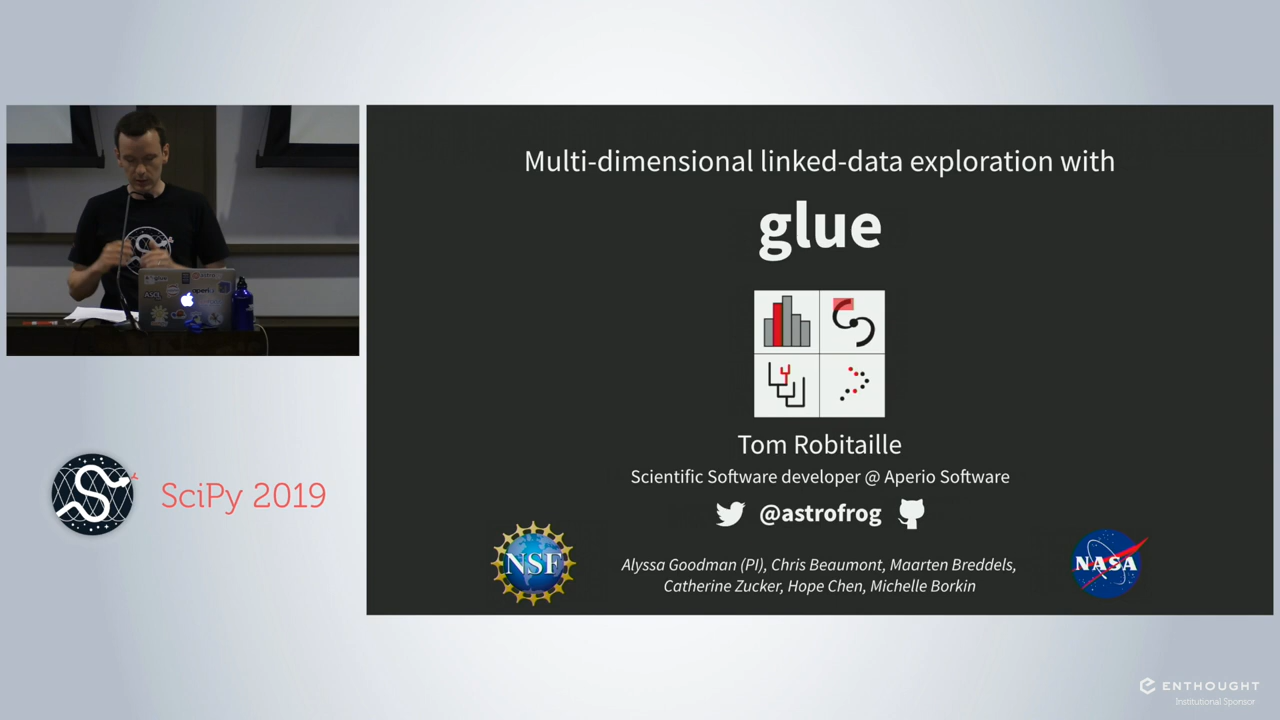 Multi-dimensional linked-data exploration with
glue
Tom Robitaille
Scientific Software developer @ Aperio Software
@astrofrog
NSF
Alyssa Goodman (PI), Chris Beaumont, Maarten Breddels,
Catherine Zucker, Hope Chen, Michelle Borkin
NASA
SciPy 2019
ENTHOUGHT
Institutional Sponsor